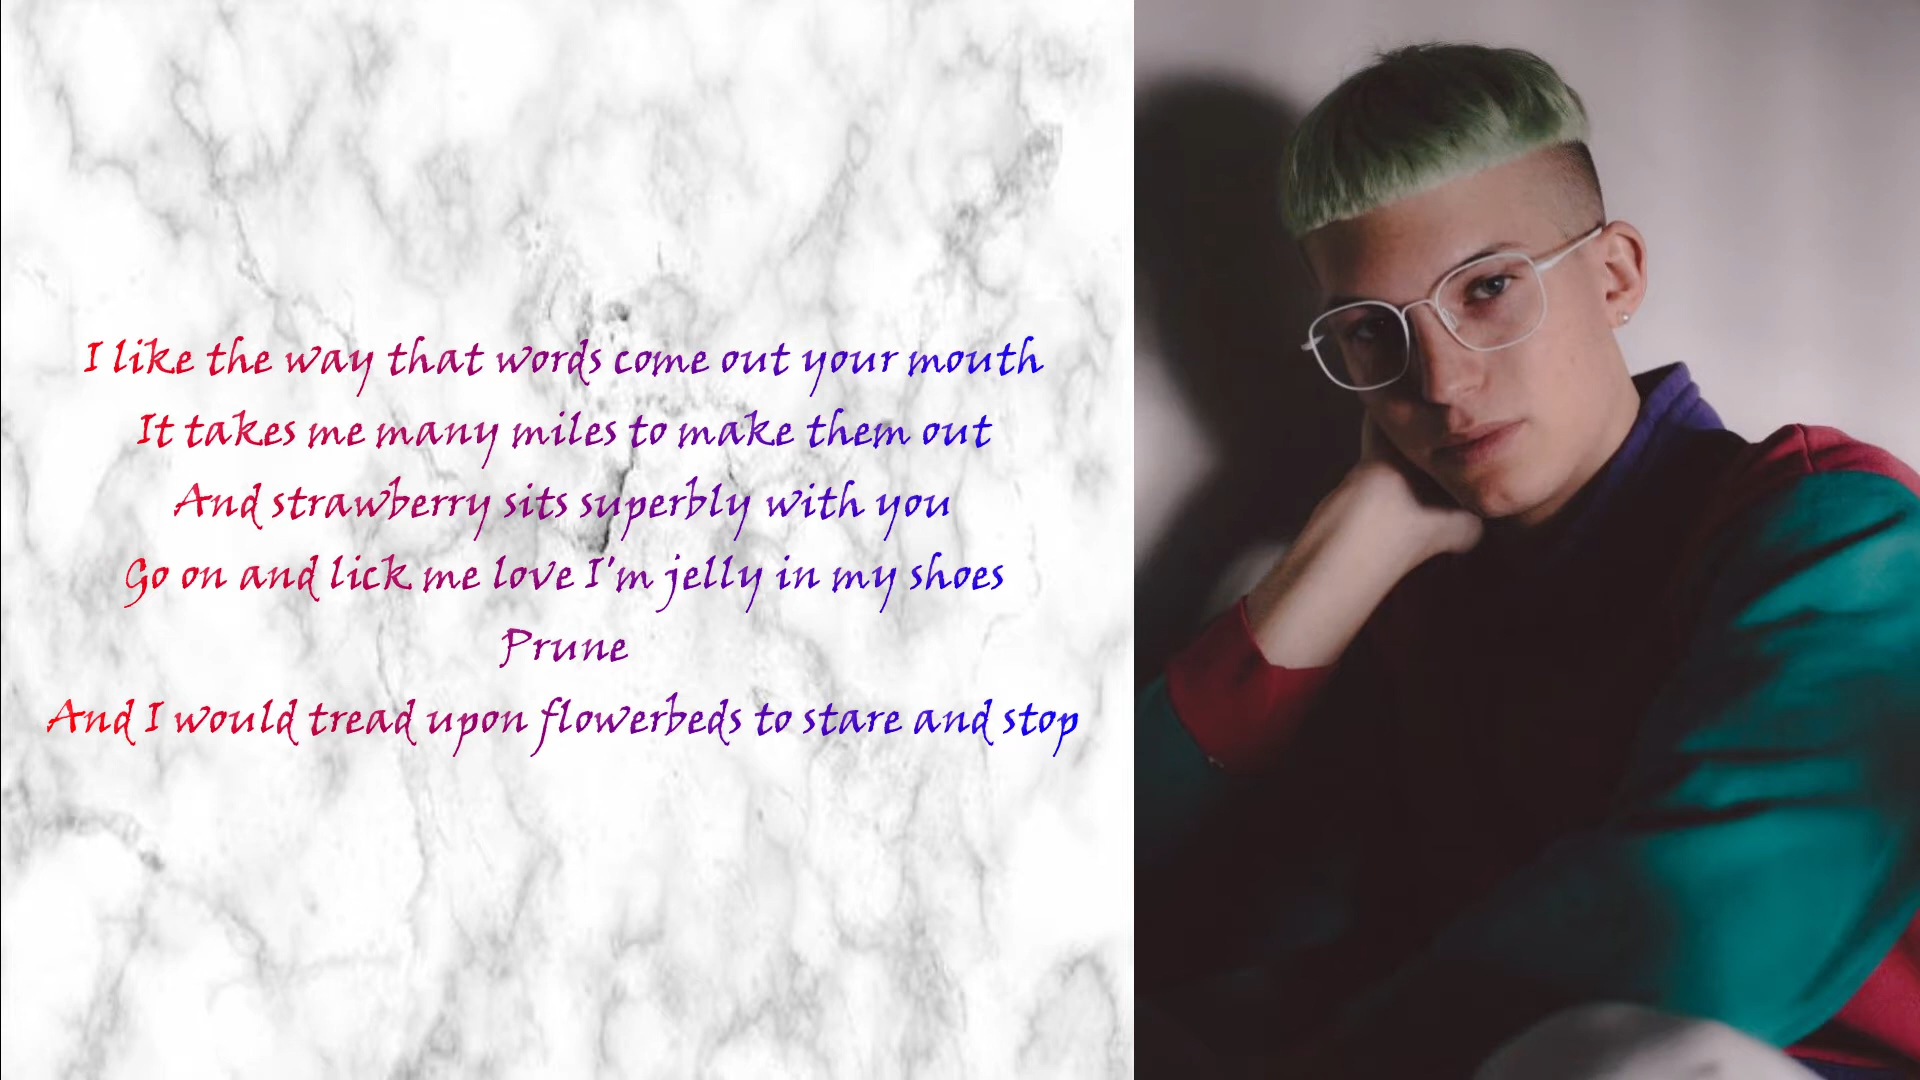 I like the way that words come out your mouth
It takes me many miles to make them out
And strawberry sits superbly with you
Go on and lick me love I'm jelly in my shoes
Prune
And I would tread upon flowerbeds to stare and stop